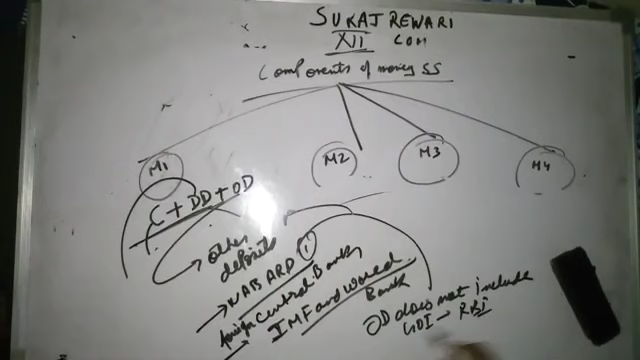 SURAJ REWARI
XII COM
Components of money SS
M1 M2 M3 M4
C + DD + OD
other
deposits
NABARD 1
foreign Central Banks
IMF and World
Bank
OD does not include
→ RBI